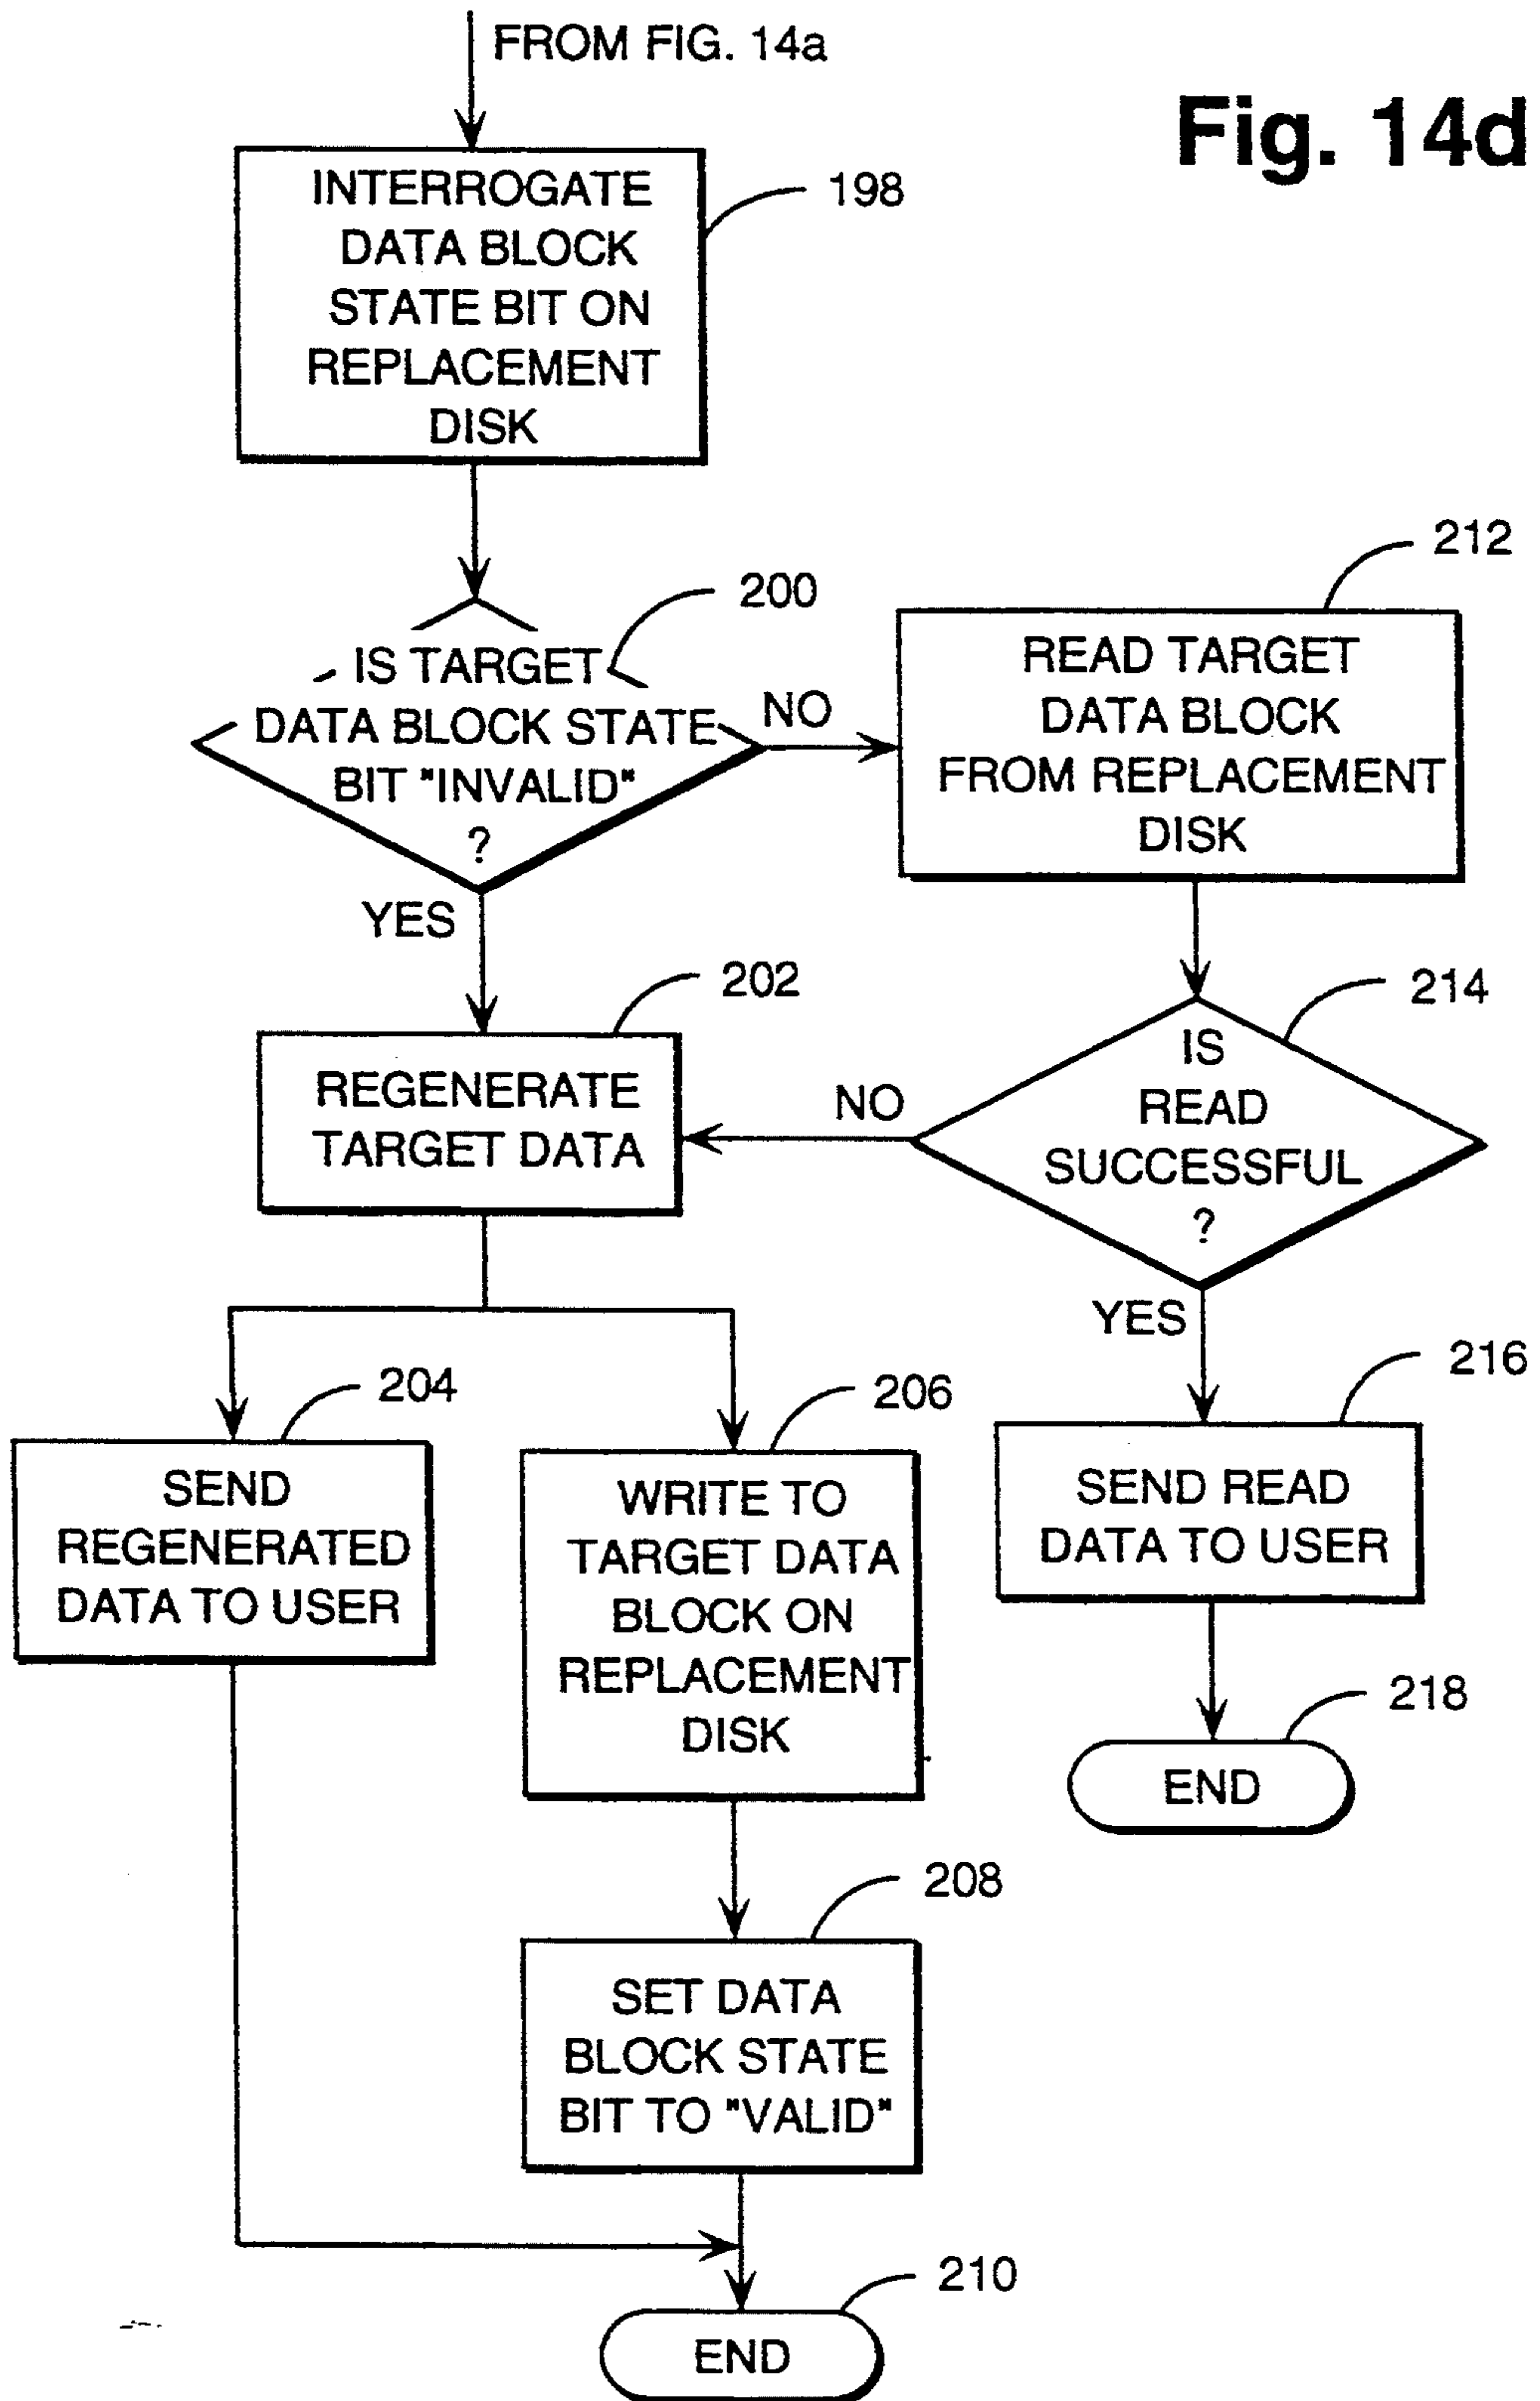 FROM FIG. 14a
Fig. 14d
INTERROGATE
DATA BLOCK
STATE BIT ON
REPLACEMENT
DISK
198
200
IS TARGET
DATA BLOCK STATE
BIT "INVALID"
?
NO
YES
212
READ TARGET
DATA BLOCK
FROM REPLACEMENT
DISK
202
REGENERATE
TARGET DATA
214
IS
READ
SUCCESSFUL
?
NO
YES
204
SEND
REGENERATED
DATA TO USER
206
WRITE TO
TARGET DATA
BLOCK ON
REPLACEMENT
DISK
216
SEND READ
DATA TO USER
218
END
208
SET DATA
BLOCK STATE
BIT TO "VALID"
210
END